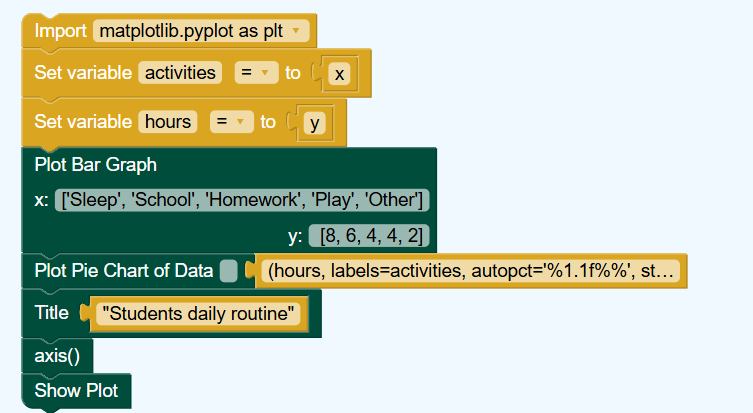 Import matplotlib.pyplot as plt
Set variable activities = to x
Set variable hours = to y
Plot Bar Graph
x: ['Sleep', 'School', 'Homework', 'Play', 'Other']
y: [8, 6, 4, 4, 2]
Plot Pie Chart of Data (hours, labels=activities, autopct='%1.1f%%', st...
Title "Students daily routine"
axis()
Show Plot